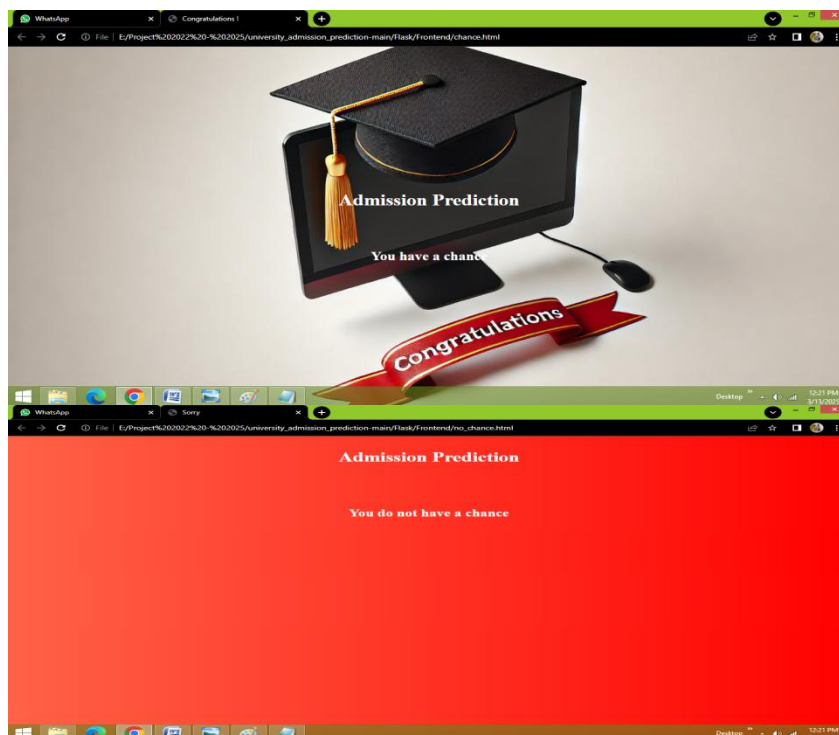 WhatsApp
Congratulations !
File
E:/Project%202022%20-%202025/university_admission_prediction-main/Flask/Frontend/chance.html
Admission Prediction
You have a chance
Congratulations
Desktop
12:21 PM
3/13/2025
WhatsApp
Sorry
File
E:/Project%202022%20-%202025/university_admission_prediction-main/Flask/Frontend/no_chance.html
Admission Prediction
You do not have a chance
Desktop
12:21 PM